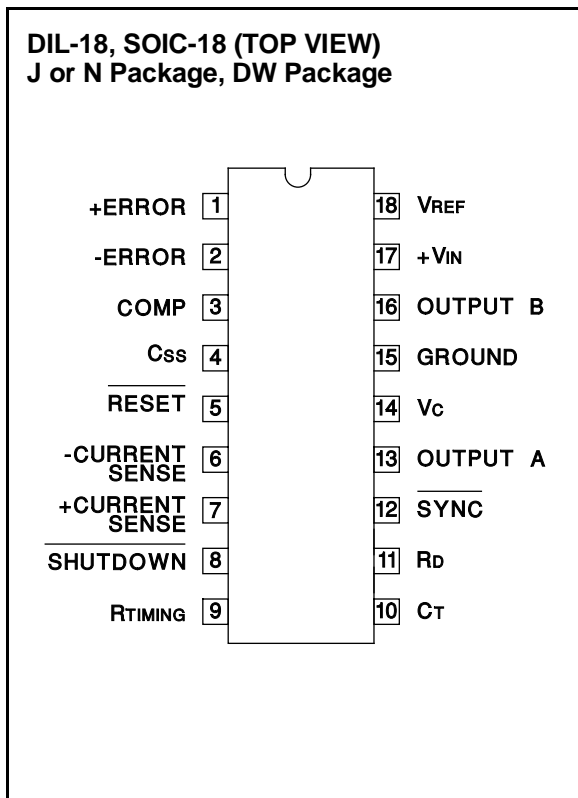 DIL-18, SOIC-18 (TOP VIEW)
J or N Package, DW Package
+ERROR 1
18 VREF
-ERROR 2
17 +VIN
COMP 3
16 OUTPUT B
CSS 4
15 GROUND
RESET 5
14 VC
-CURRENT
SENSE 6
13 OUTPUT A
+CURRENT
SENSE 7
12 SYNC
SHUTDOWN 8
11 RD
RTIMING 9
10 CT